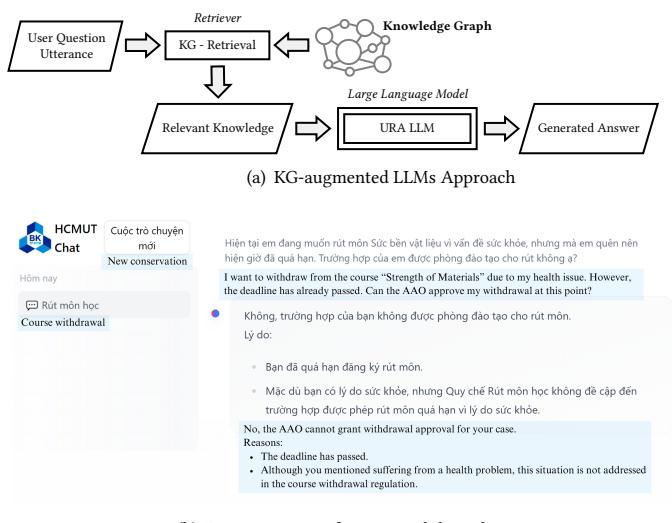 Retriever
User Question
Utterance
KG - Retrieval
Knowledge Graph
Large Language Model
Relevant Knowledge
URA LLM
Generated Answer
(a) KG-augmented LLMs Approach
BK
HCMUT
Chat
Cuộc trò chuyện
mới
New conservation
Hôm nay
Rút môn học
Course withdrawal
Hiện tại em đang muốn rút môn Sức bền vật liệu vì vấn đề sức khỏe, nhưng mà em quên nên
hiện giờ đã quá hạn. Trường hợp của em được phòng đào tạo cho rút không ạ?
I want to withdraw from the course “Strength of Materials” due to my health issue. However,
the deadline has already passed. Can the AAO approve my withdrawal at this point?
Không, trường hợp của bạn không được phòng đào tạo cho rút môn.
Lý do:
Bạn đã quá hạn đăng ký rút môn.
Mặc dù bạn có lý do sức khỏe, nhưng Quy chế Rút môn học không đề cập đến
trường hợp được phép rút môn quá hạn vì lý do sức khỏe.
No, the AAO cannot grant withdrawal approval for your case.
Reasons:
• The deadline has passed.
• Although you mentioned suffering from a health problem, this situation is not addressed
in the course withdrawal regulation.